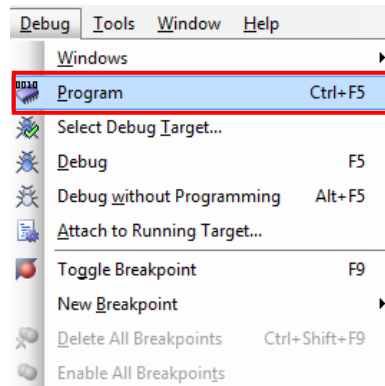 Debug Tools Window Help
Windows
0010
Program Ctrl+F5
Select Debug Target...
Debug F5
Debug without Programming Alt+F5
Attach to Running Target...
Toggle Breakpoint F9
New Breakpoint
Delete All Breakpoints Ctrl+Shift+F9
Enable All Breakpoints